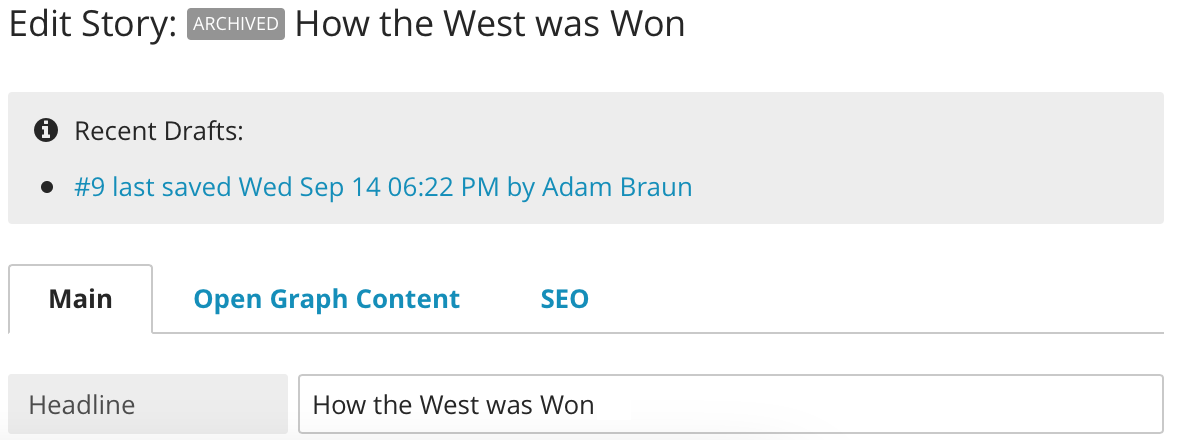 Edit Story: ARCHIVED How the West was Won
Recent Drafts:
#9 last saved Wed Sep 14 06:22 PM by Adam Braun
Main Open Graph Content SEO
Headline How the West was Won